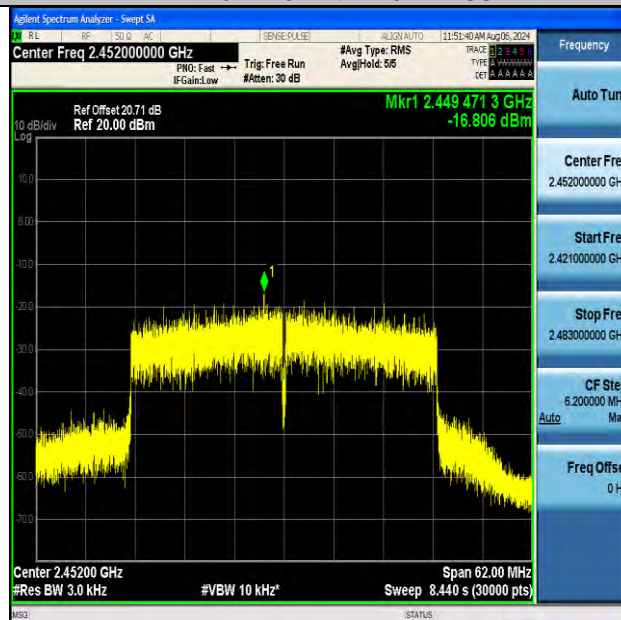 Agilent Spectrum Analyzer - Swept SA
RL RF 50 Ω AC SENSE:PULSE ALIGN AUTO 11:51:40 AM Aug 06, 2024
Center Freq 2.452000000 GHz
PNO: Fast Trig: Free Run #Avg Type: RMS TRACE 1 2 3 4 5 6
IFGain:Low #Atten: 30 dB Avg|Hold: 5/5 TYPE A
DET A A A A A A
Frequency
Ref Offset 20.71 dB Mkr1 2.449 471 3 GHz
10 dB/div Ref 20.00 dBm -16.806 dBm
Log
10.0
0.00
-10.0
-20.0
-30.0
-40.0
-50.0
-60.0
-70.0
1
Center 2.45200 GHz Span 62.00 MHz
#Res BW 3.0 kHz #VBW 10 kHz* Sweep 8.440 s (30000 pts)
MSG STATUS
Auto Tun
Center Fre
2.452000000 GH
Start Fre
2.421000000 GH
Stop Fre
2.483000000 GH
CF Ste
6.200000 MH
Auto Ma
Freq Offse
0 H